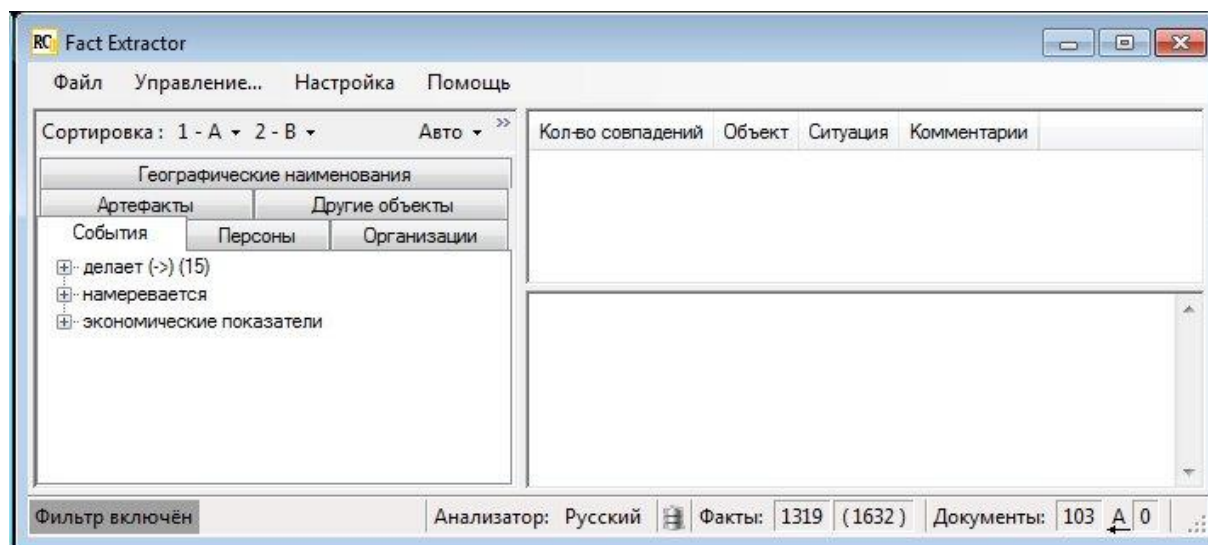 RC Fact Extractor
Файл Управление... Настройка Помощь
Сортировка : 1 - А 2 - В Авто »
Географические наименования
Артефакты Другие объекты
События Персоны Организации
делает (->) (15)
намеревается
экономические показатели
Кол-во совпадений Объект Ситуация Комментарии
Фильтр включён Анализатор: Русский Факты: 1319 (1632) Документы: 103 A 0